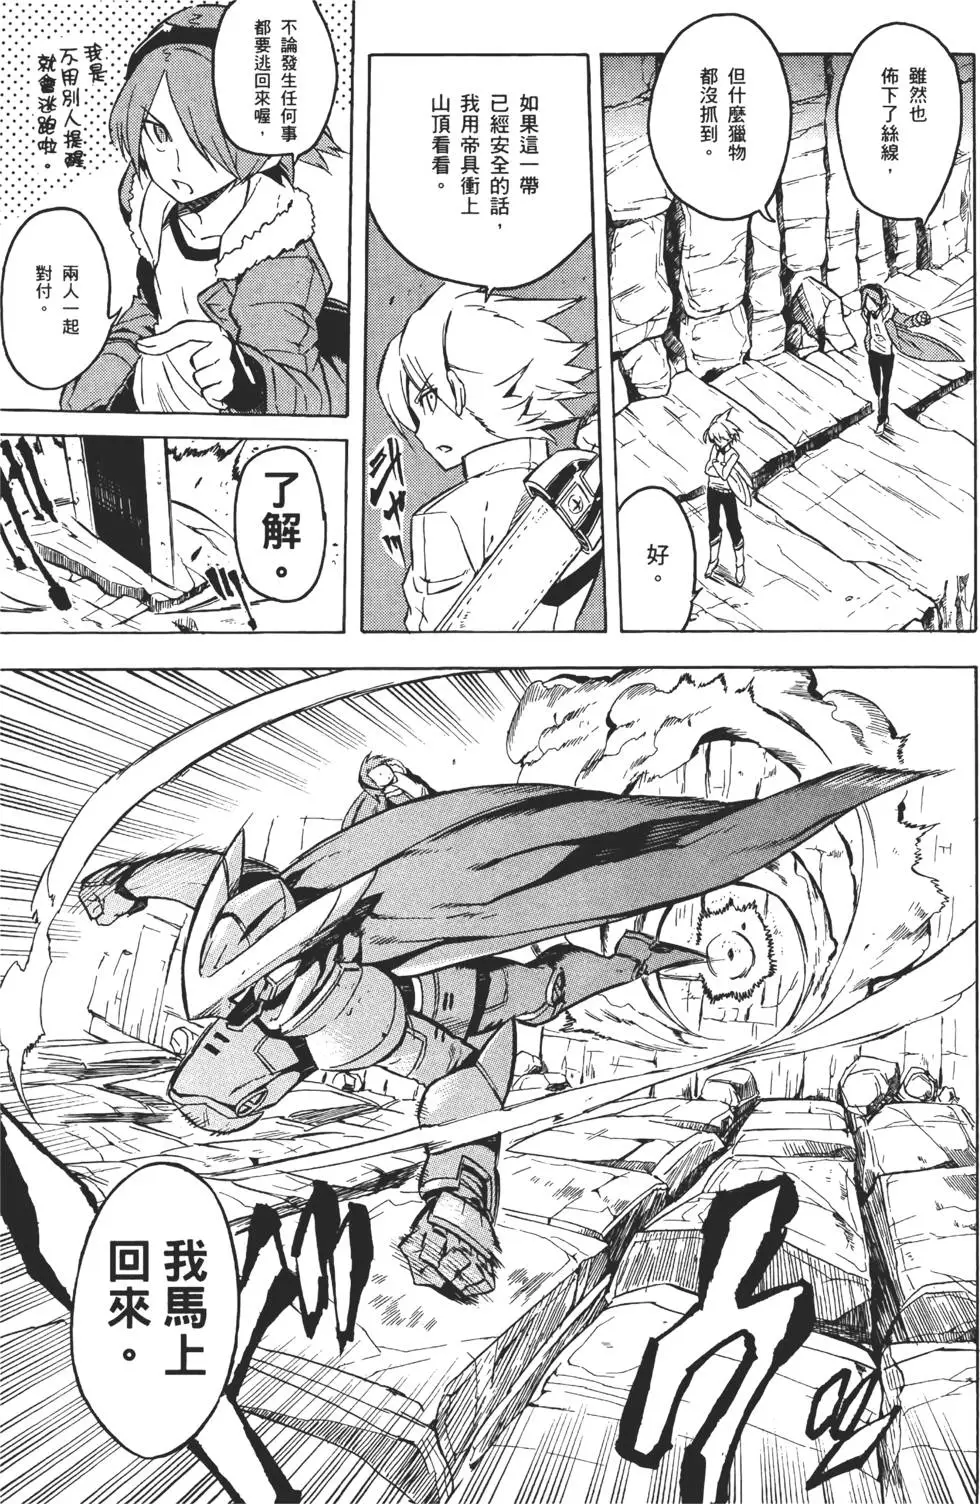 雖然也
佈下了絲線，
但什麼獵物
都沒抓到。
好。
如果這一帶
已經安全的話，
我用帝具衝上
山頂看看。
不論發生任何事
都要逃回來喔，
兩人一起
對付。
我是
不用別人提醒
就會逃跑啦。
了解。
我馬上
回來。